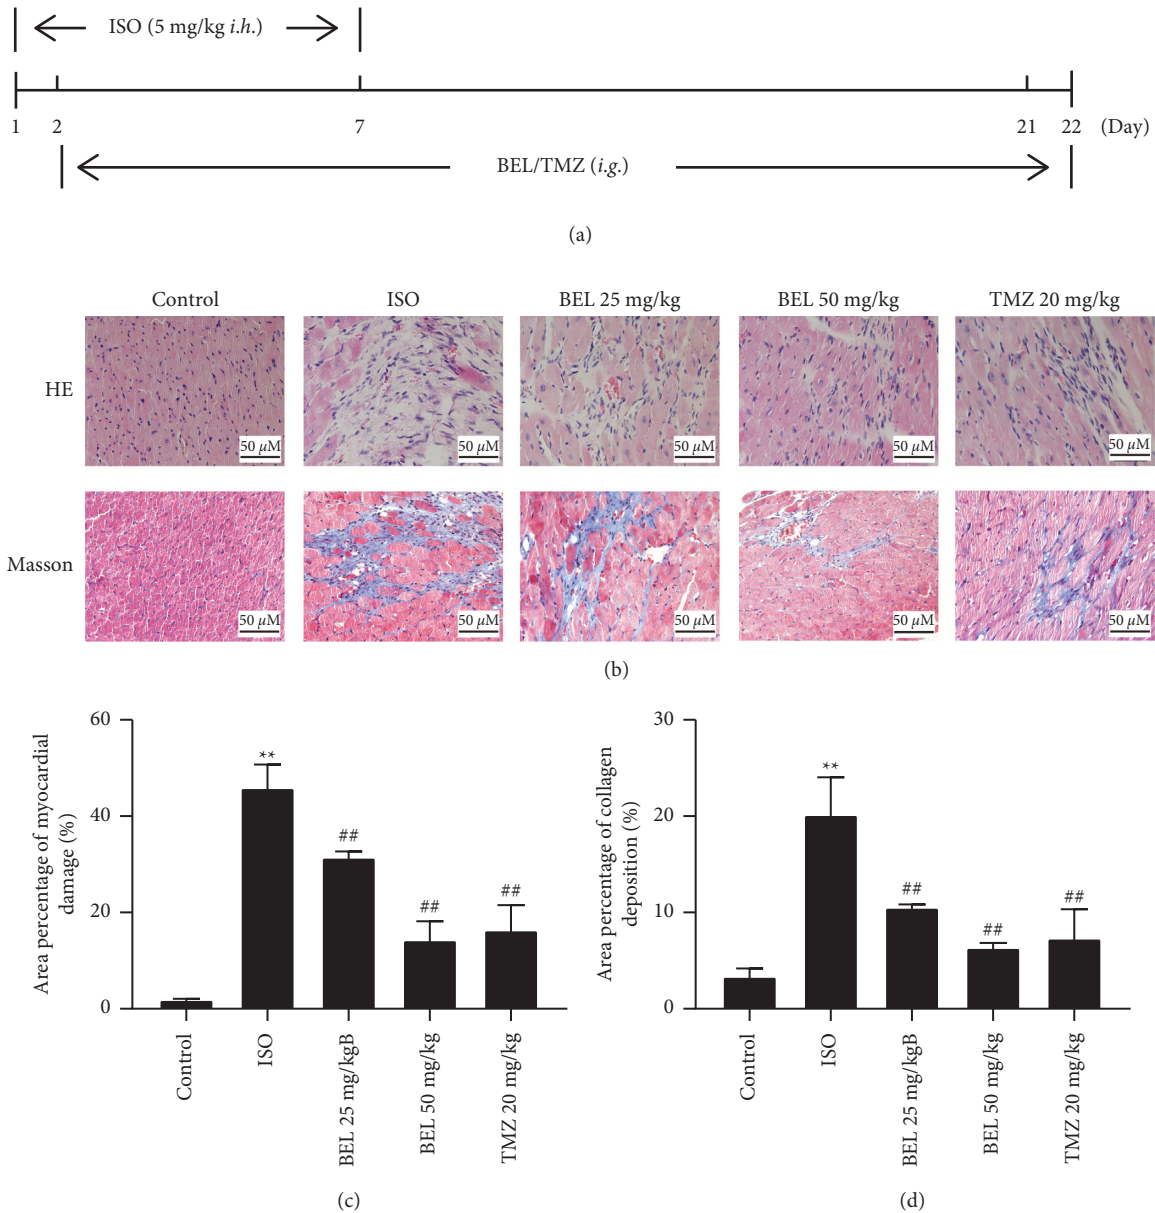 ISO (5 mg/kg i.h.)
1 2 7 21 22 (Day)
BEL/TMZ (i.g.)
(a)
Control ISO BEL 25 mg/kg BEL 50 mg/kg TMZ 20 mg/kg
HE
50 µM 50 µM 50 µM 50 µM 50 µM
Masson
50 µM 50 µM 50 µM 50 µM 50 µM
(b)
Area percentage of myocardial
damage (%)
60
40
20
0
**
##
##
##
Control
ISO
BEL 25 mg/kgB
BEL 50 mg/kg
TMZ 20 mg/kg
(c)
Area percentage of collagen
deposition (%)
30
20
10
0
**
##
##
##
Control
ISO
BEL 25 mg/kgB
BEL 50 mg/kg
TMZ 20 mg/kg
(d)